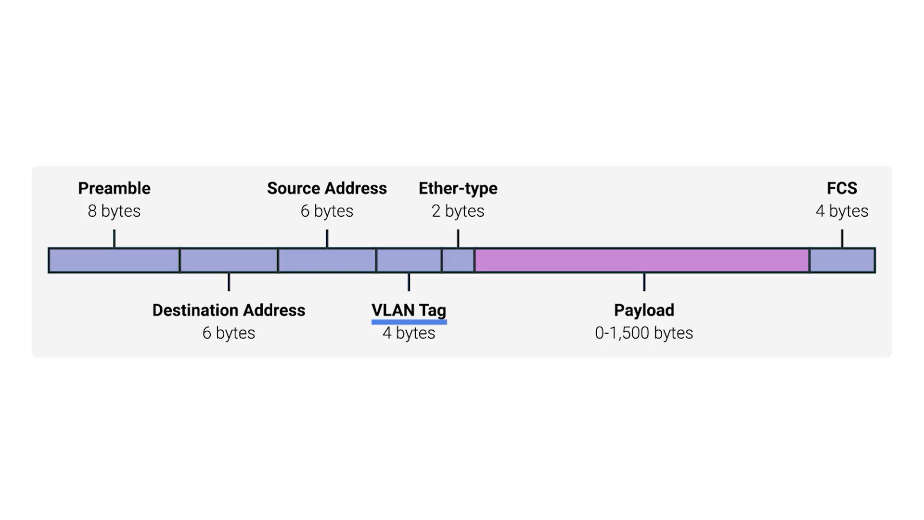 Preamble
8 bytes
Source Address
6 bytes
Ether-type
2 bytes
FCS
4 bytes
Destination Address
6 bytes
VLAN Tag
4 bytes
Payload
0-1,500 bytes